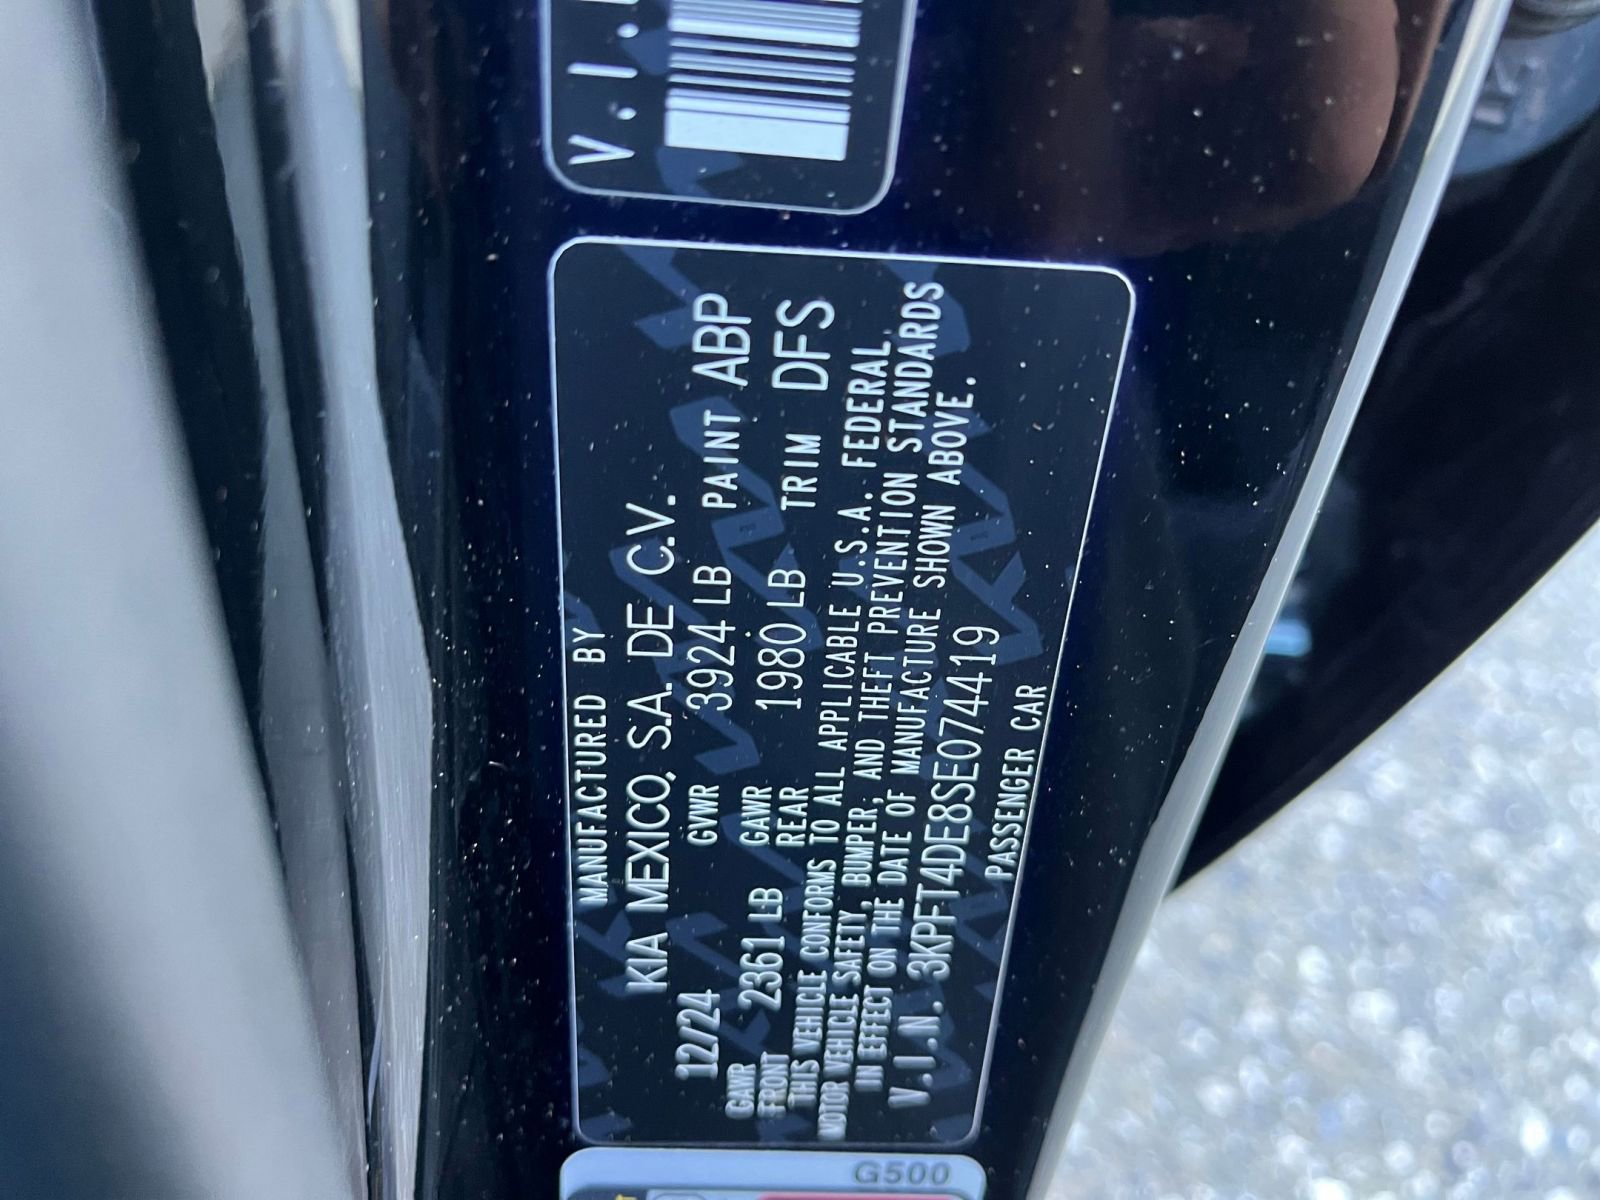 MANUFACTURED BY
KIA MEXICO, S.A. DE C.V.
12/24 GVWR 3924 LB PAINT ABP
GAWR FRONT 2361 LB GAWR REAR 1980 LB TRIM DFS
THIS VEHICLE CONFORMS TO ALL APPLICABLE U.S.A. FEDERAL
MOTOR VEHICLE SAFETY, BUMPER, AND THEFT PREVENTION STANDARDS
IN EFFECT ON THE DATE OF MANUFACTURE SHOWN ABOVE.
V.I.N. 3KPFT4DE8SE074419
PASSENGER CAR
V.I.
G500